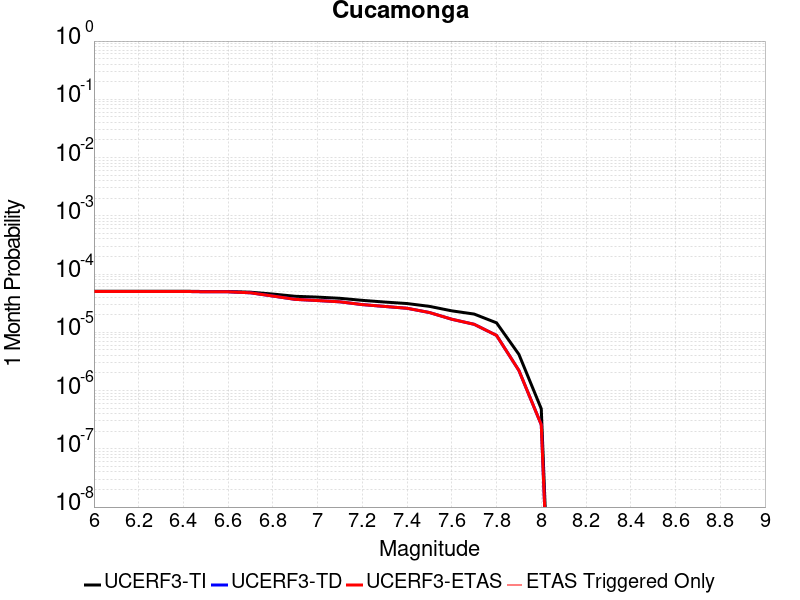 Cucamonga
10^0
10^-1
10^-2
10^-3
10^-4
10^-5
10^-6
10^-7
10^-8
1 Month Probability
6 6.2 6.4 6.6 6.8 7 7.2 7.4 7.6 7.8 8 8.2 8.4 8.6 8.8 9
Magnitude
UCERF3-TI UCERF3-TD UCERF3-ETAS ETAS Triggered Only